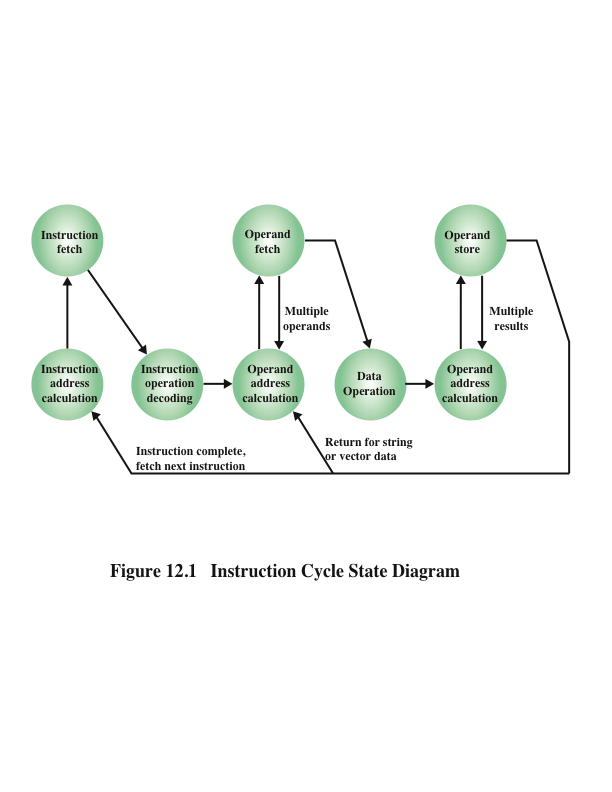 Instruction
fetch
Operand
fetch
Operand
store
Multiple
operands
Multiple
results
Instruction
address
calculation
Instruction
operation
decoding
Operand
address
calculation
Data
Operation
Operand
address
calculation
Instruction complete,
fetch next instruction
Return for string
or vector data
Figure 12.1 Instruction Cycle State Diagram